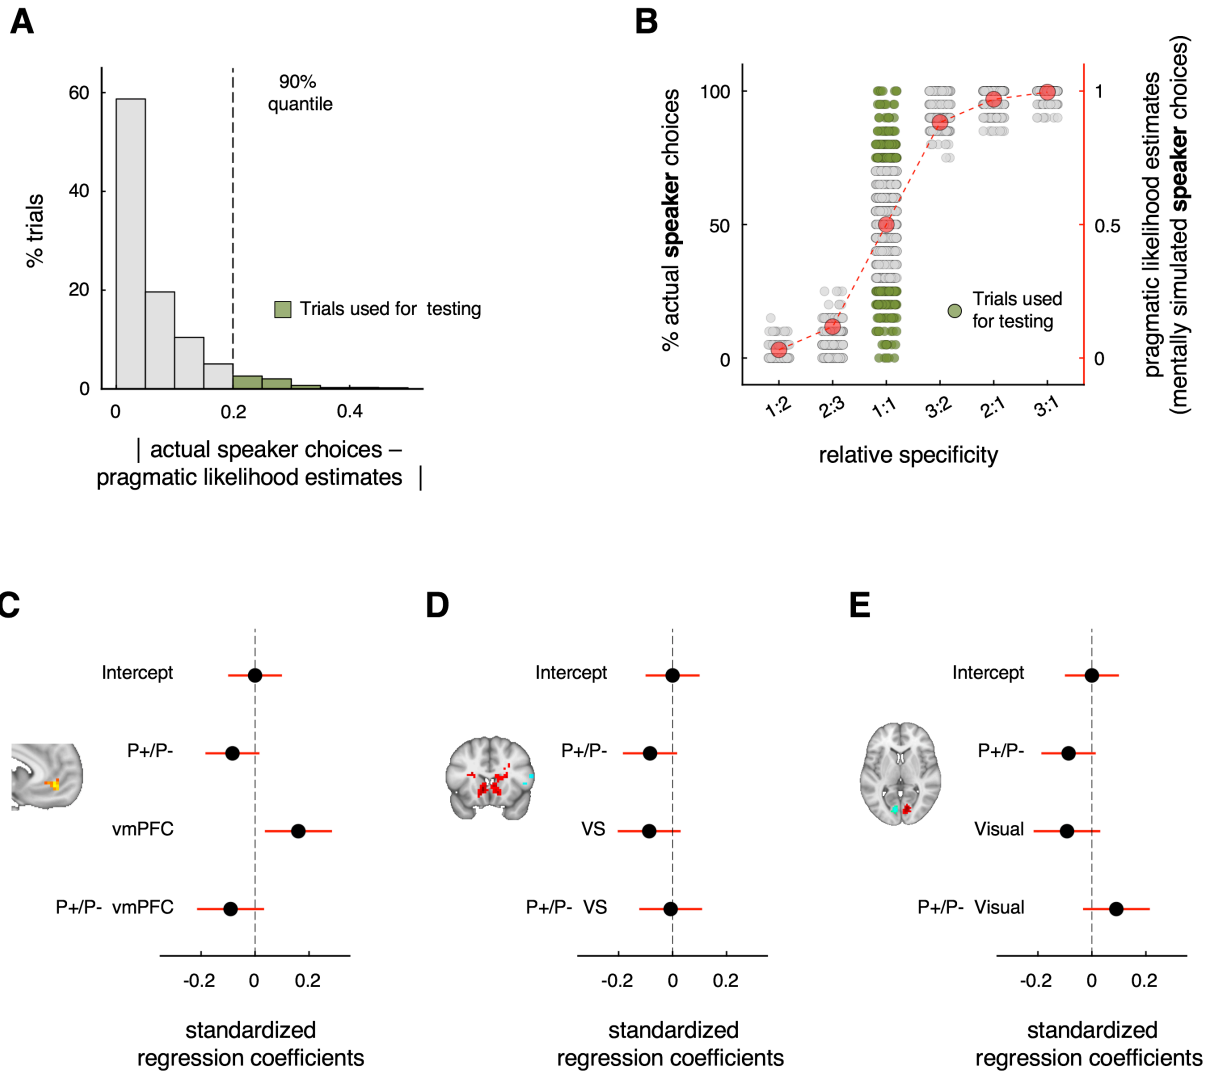 A
60
40
20
0
% trials
90%
quantile
Trials used for testing
0
0.2
0.4
| actual speaker choices –
pragmatic likelihood estimates |
B
100
50
0
% actual speaker choices
1
0.5
0
pragmatic likelihood estimates
(mentally simulated speaker choices)
Trials used
for testing
1:2
2:3
1:1
3:2
2:1
3:1
relative specificity
C
Intercept
P+/P-
vmPFC
P+/P- vmPFC
-0.2
0
0.2
standardized
regression coefficients
D
Intercept
P+/P-
VS
P+/P- VS
-0.2
0
0.2
standardized
regression coefficients
E
Intercept
P+/P-
Visual
P+/P- Visual
-0.2
0
0.2
standardized
regression coefficients